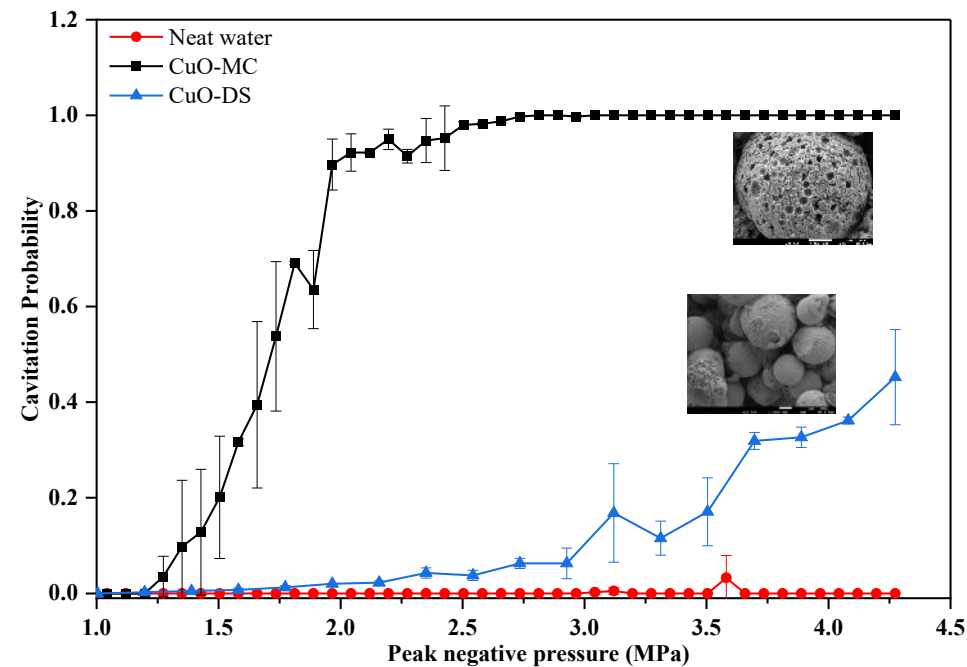 1.2
1.0
0.8
0.6
0.4
0.2
0.0
Cavitation Probability
Neat water
CuO-MC
CuO-DS
1.0 1.5 2.0 2.5 3.0 3.5 4.0 4.5
Peak negative pressure (MPa)